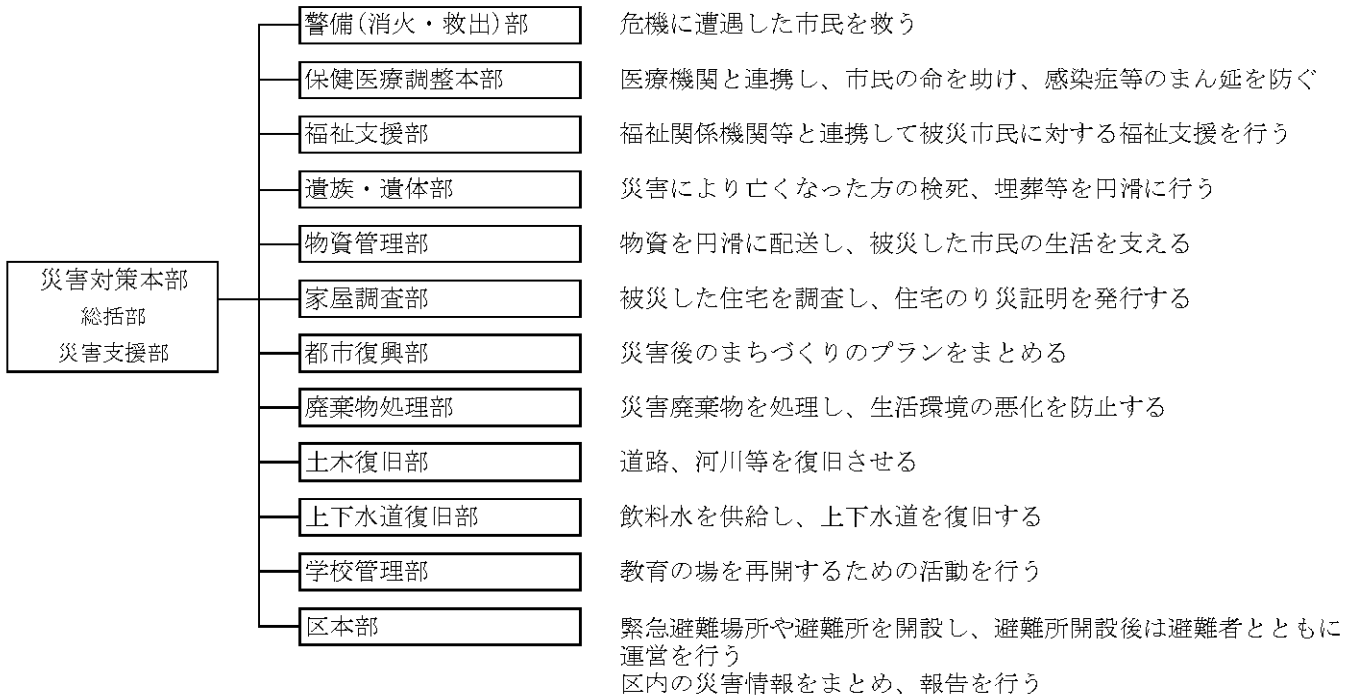 警備(消火・救出)部 危機に遭遇した市民を救う
保健医療調整本部 医療機関と連携し、市民の命を助け、感染症等のまん延を防ぐ
福祉支援部 福祉関係機関等と連携して被災市民に対する福祉支援を行う
遺族・遺体部 災害により亡くなった方の検死、埋葬等を円滑に行う
物資管理部 物資を円滑に配送し、被災した市民の生活を支える
災害対策本部
総括部
災害支援部
家屋調査部 被災した住宅を調査し、住宅のり災証明を発行する
都市復興部 災害後のまちづくりのプランをまとめる
廃棄物処理部 災害廃棄物を処理し、生活環境の悪化を防止する
土木復旧部 道路、河川等を復旧させる
上下水道復旧部 飲料水を供給し、上下水道を復旧する
学校管理部 教育の場を再開するための活動を行う
区本部 緊急避難場所や避難所を開設し、避難所開設後は避難者とともに
運営を行う
区内の災害情報をまとめ、報告を行う